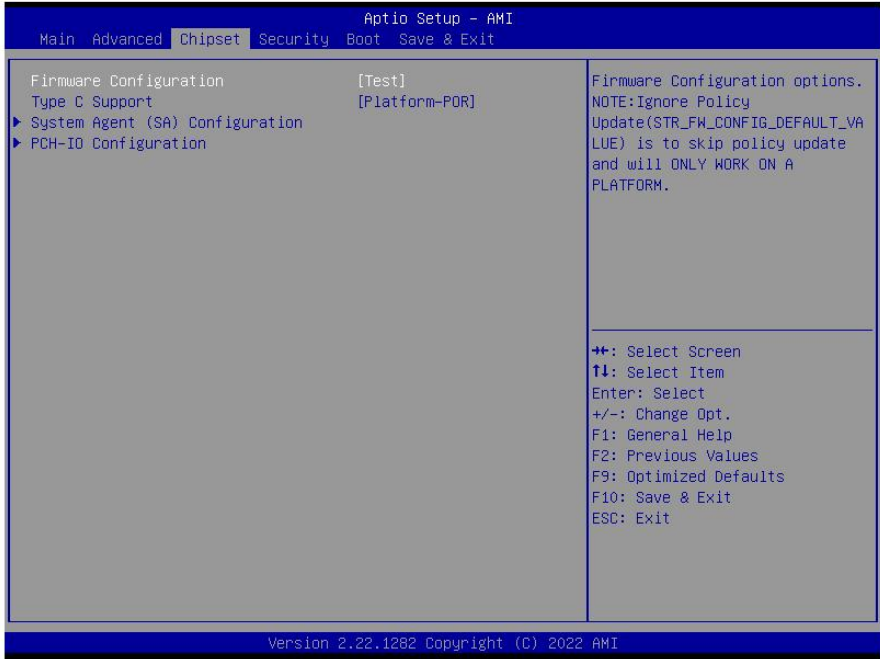 Aptio Setup - AMI
Main Advanced Chipset Security Boot Save & Exit
Firmware Configuration [Test]
Type C Support [Platform-POR]
System Agent (SA) Configuration
PCH-IO Configuration
Firmware Configuration options.
NOTE:Ignore Policy
Update(STR_FW_CONFIG_DEFAULT_VA
LUE) is to skip policy update
and will ONLY WORK ON A
PLATFORM.
→←: Select Screen
↑↓: Select Item
Enter: Select
+/-: Change Opt.
F1: General Help
F2: Previous Values
F9: Optimized Defaults
F10: Save & Exit
ESC: Exit
Version 2.22.1282 Copyright (C) 2022 AMI